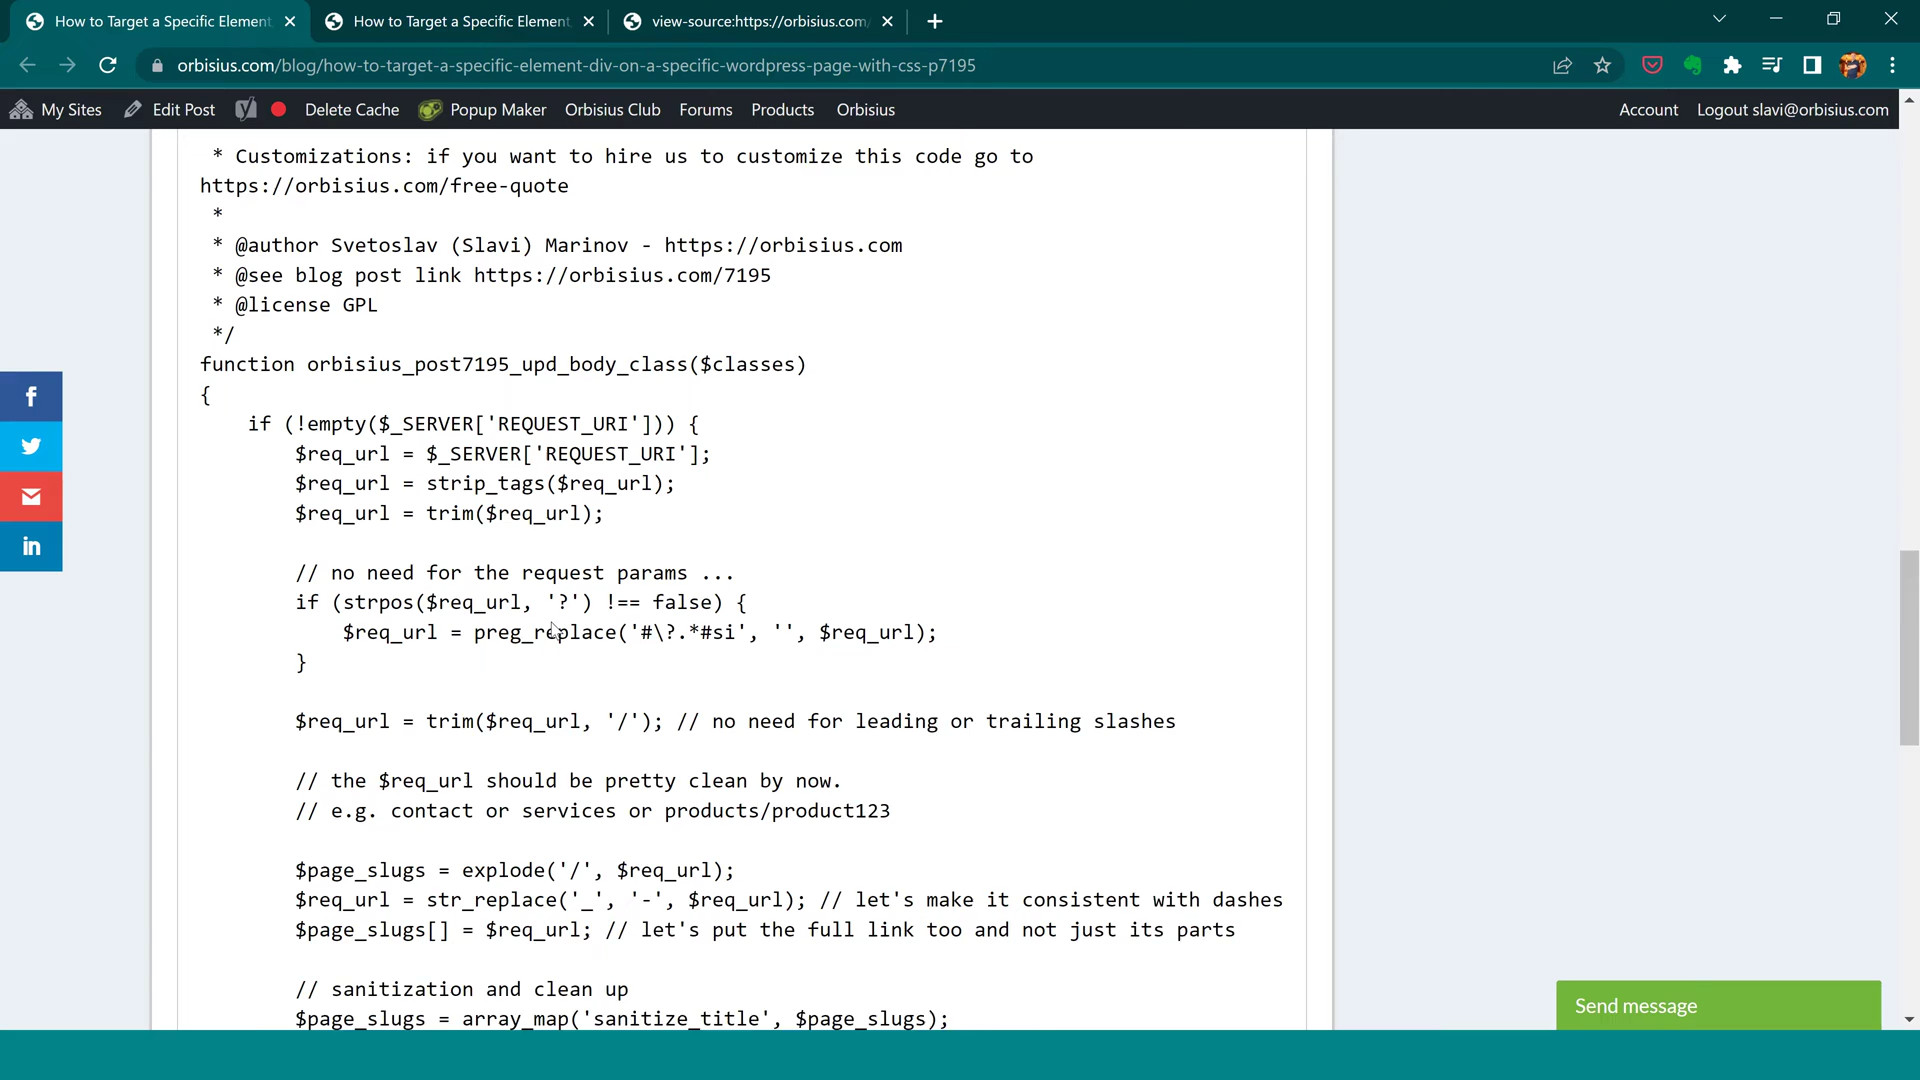 How to Target a Specific Element
How to Target a Specific Element
view-source:https://orbisius.com/
orbisius.com/blog/how-to-target-a-specific-element-div-on-a-specific-wordpress-page-with-css-p7195
My Sites
Edit Post
Delete Cache
Popup Maker
Orbisius Club
Forums
Products
Orbisius
Account
Logout slavi@orbisius.com
* Customizations: if you want to hire us to customize this code go to
https://orbisius.com/free-quote
*
* @author Svetoslav (Slavi) Marinov - https://orbisius.com
* @see blog post link https://orbisius.com/7195
* @license GPL
*/
function orbisius_post7195_upd_body_class($classes)
{
if (!empty($_SERVER['REQUEST_URI'])) {
$req_url = $_SERVER['REQUEST_URI'];
$req_url = strip_tags($req_url);
$req_url = trim($req_url);
// no need for the request params ...
if (strpos($req_url, '?') !== false) {
$req_url = preg_replace('#\?.*#si', '', $req_url);
}
$req_url = trim($req_url, '/'); // no need for leading or trailing slashes
// the $req_url should be pretty clean by now.
// e.g. contact or services or products/product123
$page_slugs = explode('/', $req_url);
$req_url = str_replace('_', '-', $req_url); // let's make it consistent with dashes
$page_slugs[] = $req_url; // let's put the full link too and not just its parts
// sanitization and clean up
$page_slugs = array_map('sanitize_title', $page_slugs);
Send message